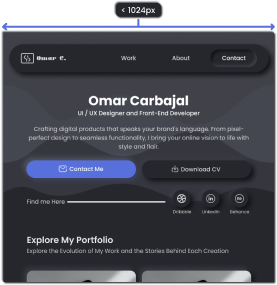 < 1024px
Omar C. Work About Contact
Omar Carbajal
UI / UX Designer and Front-End Developer
Crafting digital products that speaks your brand's language. From pixel-
perfect design to seamless functionality, I bring your online vision to life with
style and flair.
Contact Me Download CV
Find me Here
Dribbble LinkedIn Behance
Explore My Portfolio
Explore the Evolution of My Work and the Stories Behind Each Creation